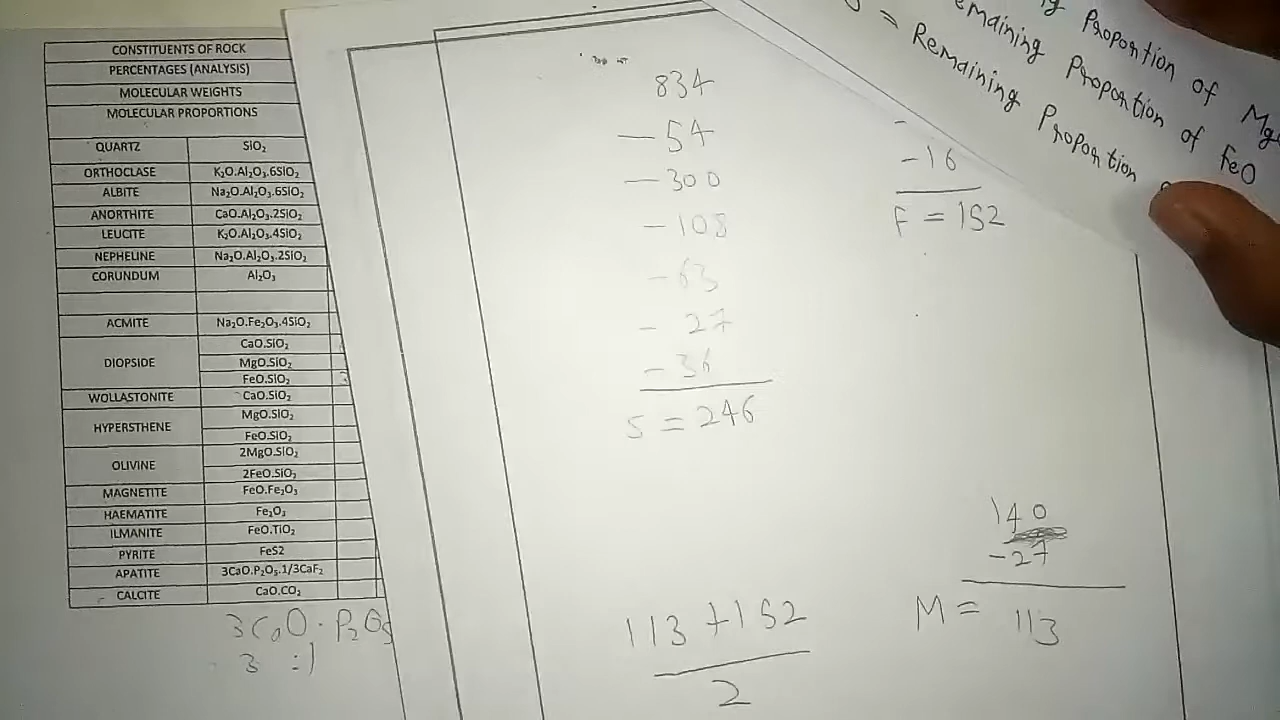 CONSTITUENTS OF ROCK
PERCENTAGES (ANALYSIS)
MOLECULAR WEIGHTS
MOLECULAR PROPORTIONS
QUARTZ SiO₂
ORTHOCLASE K₂O.Al₂O₃.6SiO₂
ALBITE Na₂O.Al₂O₃.6SiO₂
ANORTHITE CaO.Al₂O₃.2SiO₂
LEUCITE K₂O.Al₂O₃.4SiO₂
NEPHELINE Na₂O.Al₂O₃.2SiO₂
CORUNDUM Al₂O₃
ACMITE Na₂O.Fe₂O₃.4SiO₂
DIOPSIDE CaO.SiO₂
MgO.SiO₂
FeO.SiO₂
WOLLASTONITE CaO.SiO₂
HYPERSTHENE MgO.SiO₂
FeO.SiO₂
OLIVINE 2MgO.SiO₂
2FeO.SiO₂
MAGNETITE FeO.Fe₂O₃
HAEMATITE Fe₂O₃
ILMANITE FeO.TiO₂
PYRITE FeS2
APATITE 3CaO.P₂O₅.1/3CaF₂
CALCITE CaO.CO₂
3CaO.P₂O₅
3 :1
834
-54
-300
-108
-63
-27
-36
S = 246
113 + 152
2
Proportion of Mg
Remaining Proportion of FeO
= Remaining Proportion
-16
F = 152
140
-27
M = 113